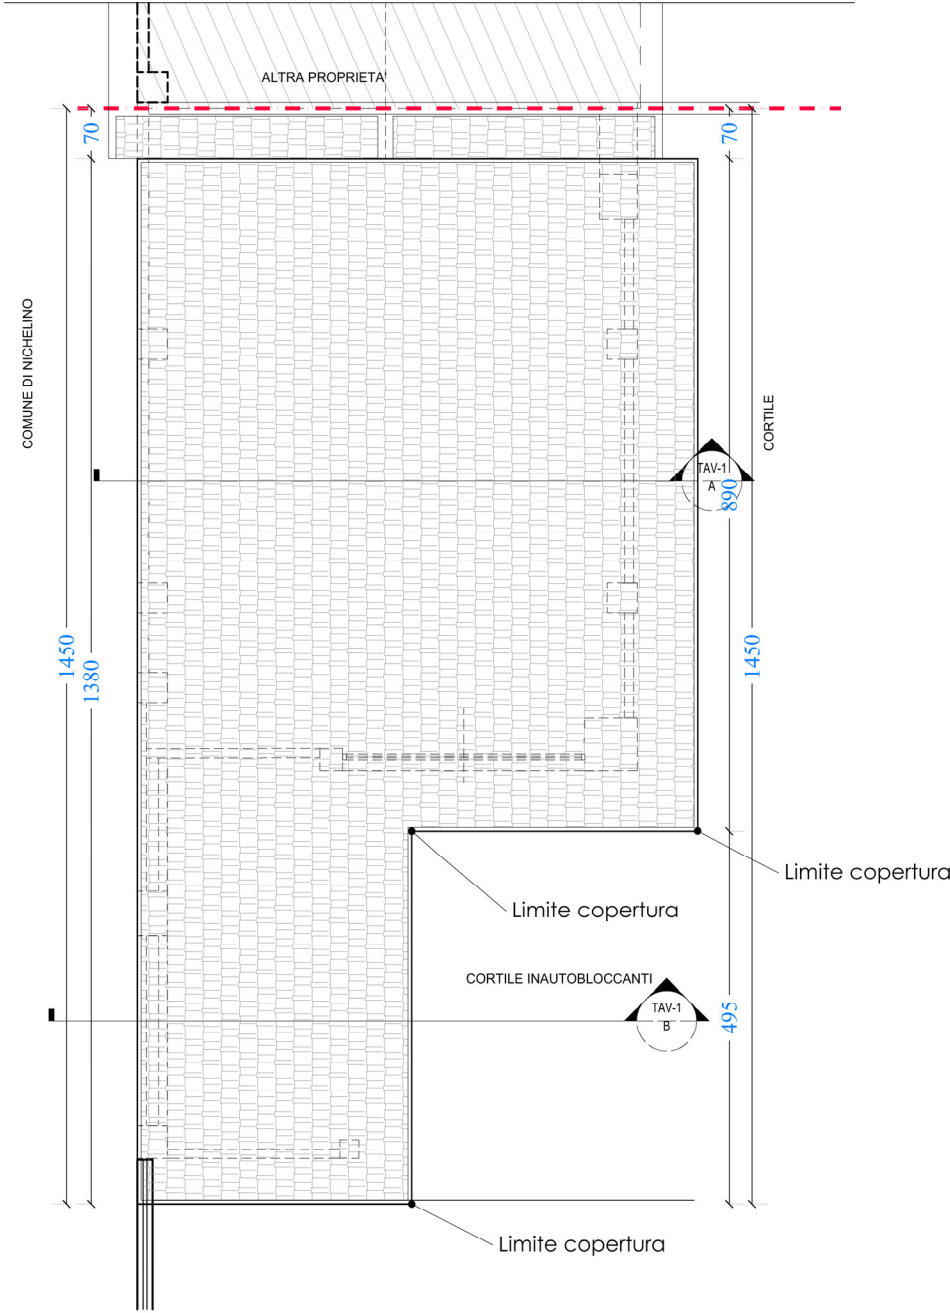 ALTRA PROPRIETA'
70
70
COMUNE DI NICHELINO
CORTILE
TAV-1
A
890
1450
1380
1450
Limite copertura
Limite copertura
CORTILE INAUTOBLOCCANTI
TAV-1
B
495
Limite copertura